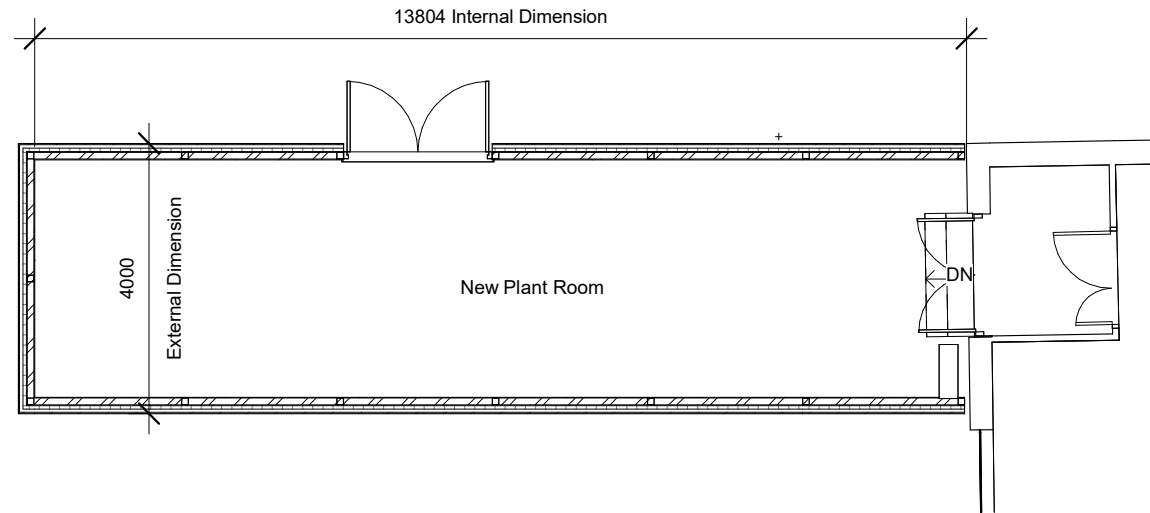 13804 Internal Dimension
4000
External Dimension
New Plant Room
DN